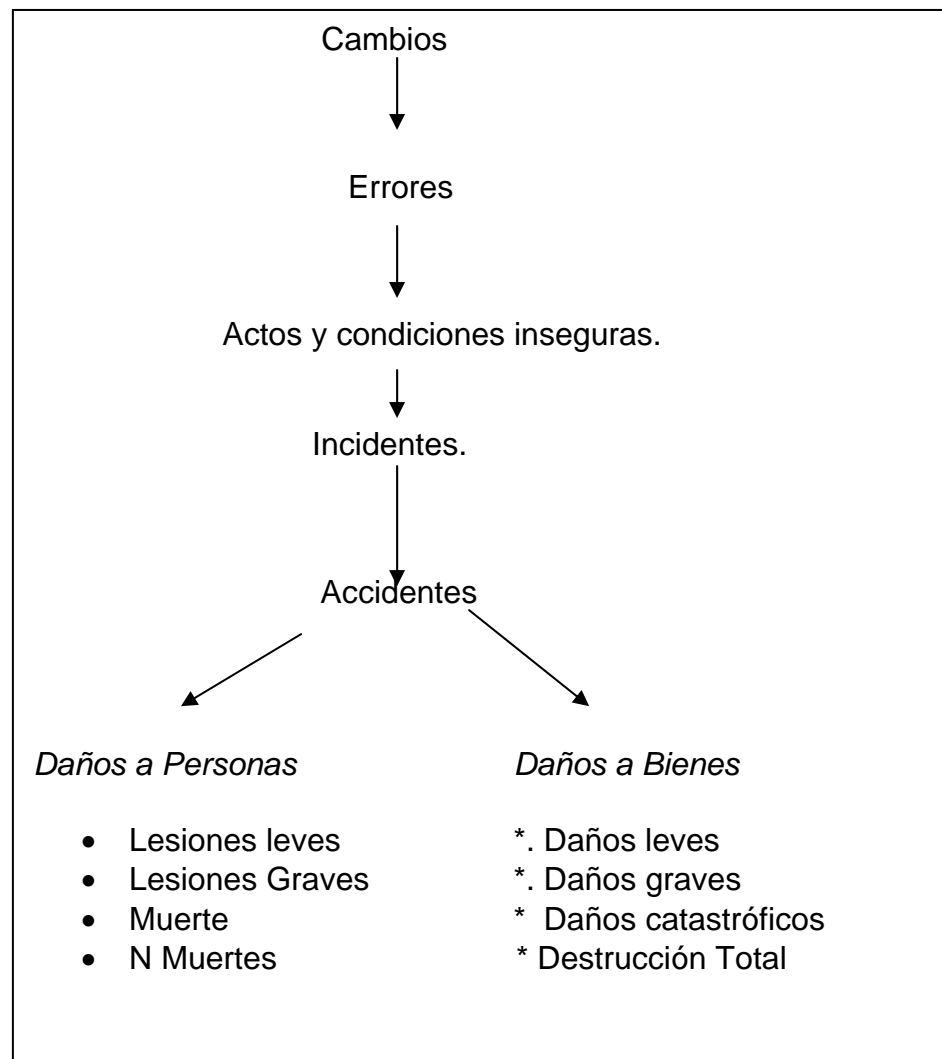 Cambios
Errores
Actos y condiciones inseguras.
Incidentes.
Accidentes
Daños a Personas
• Lesiones leves
• Lesiones Graves
• Muerte
• N Muertes
Daños a Bienes
*. Daños leves
*. Daños graves
* Daños catastróficos
* Destrucción Total